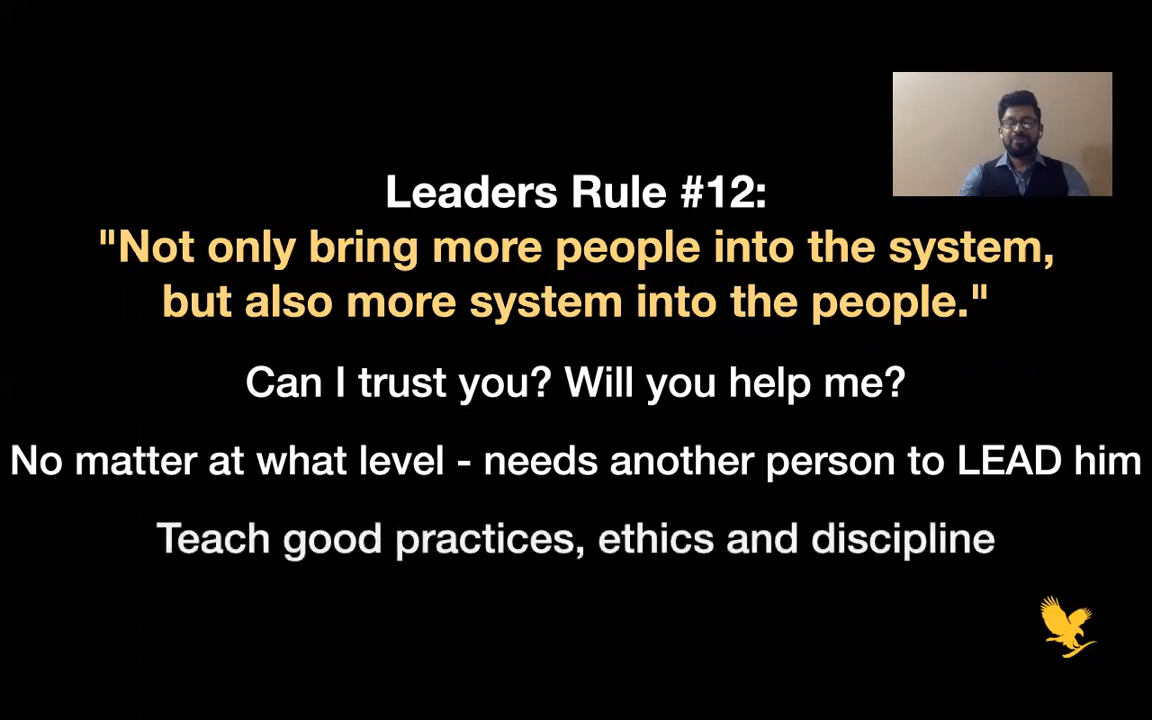 Leaders Rule #12:
"Not only bring more people into the system,
but also more system into the people."
Can I trust you? Will you help me?
No matter at what level - needs another person to LEAD him
Teach good practices, ethics and discipline